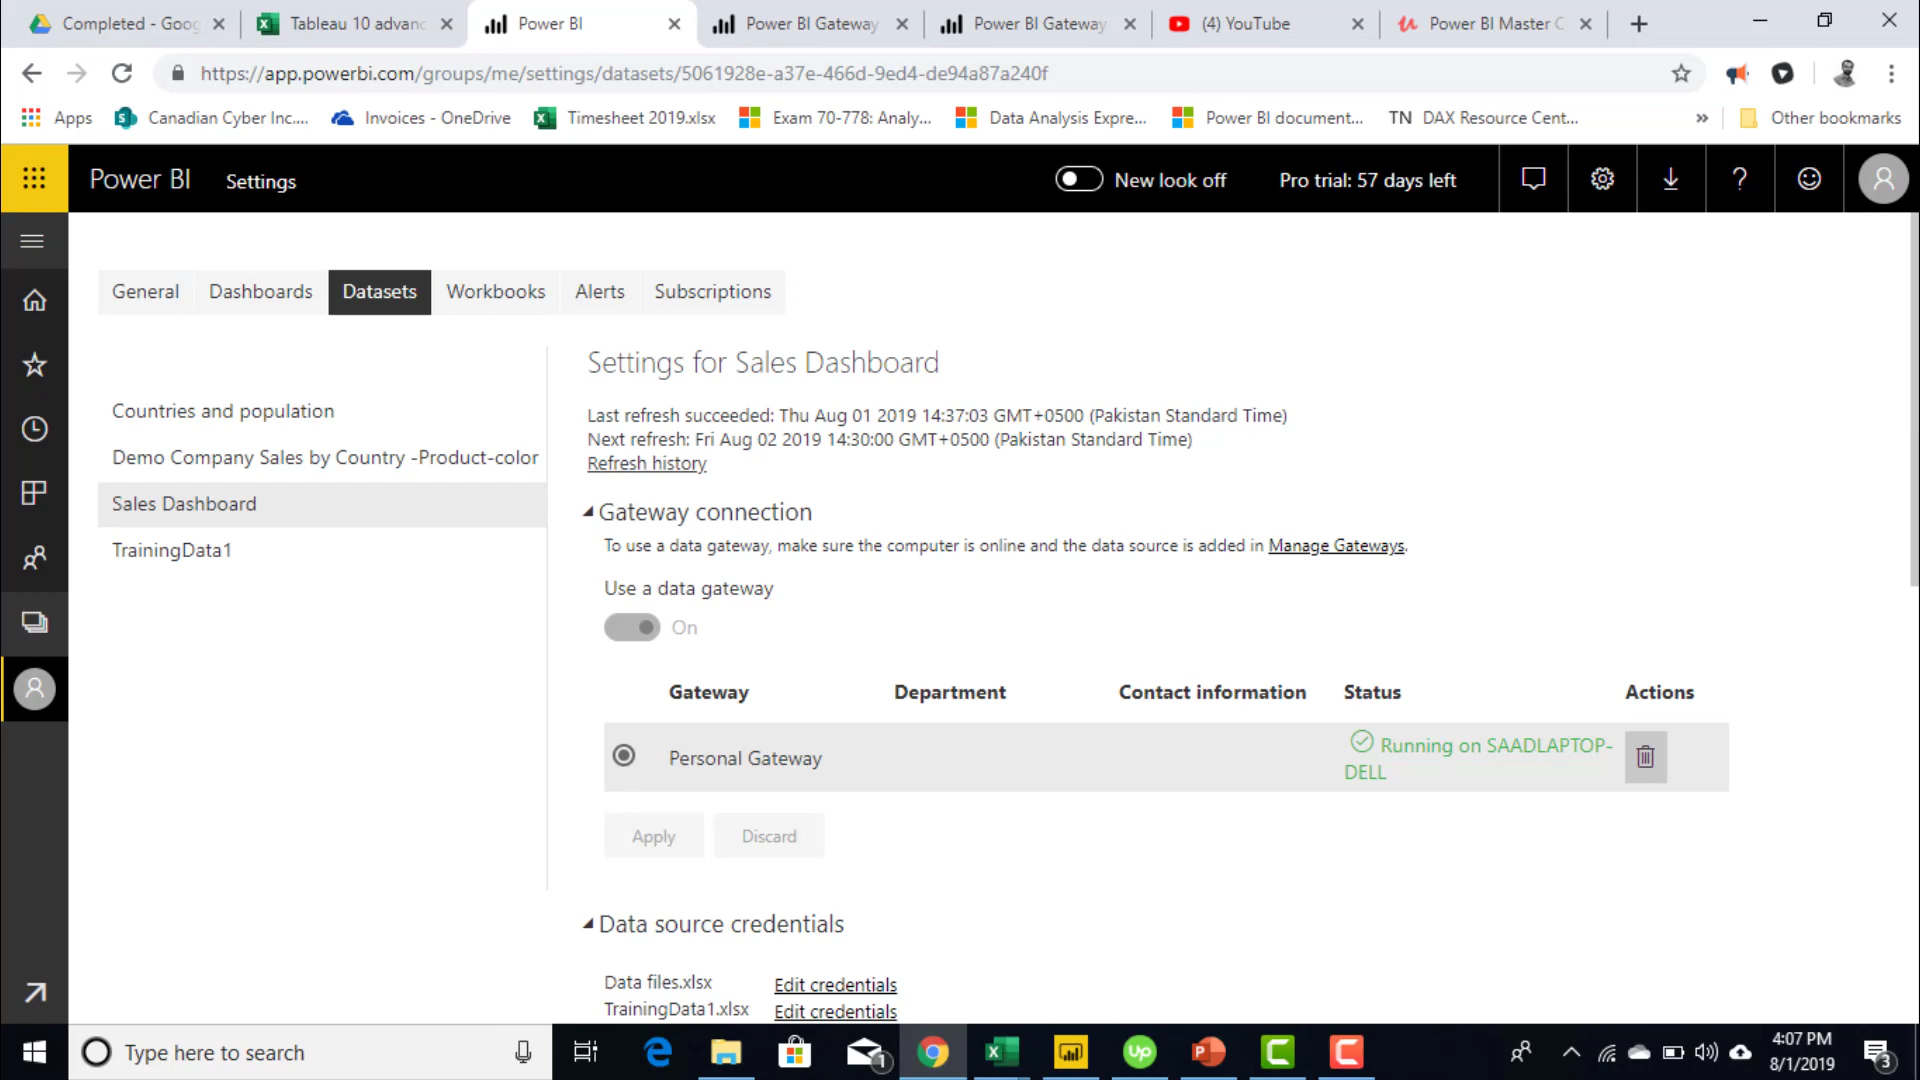 Completed - Goog
Tableau 10 advanc
Power BI
Power BI Gateway
Power BI Gateway
(4) YouTube
Power BI Master C
https://app.powerbi.com/groups/me/settings/datasets/5061928e-a37e-466d-9ed4-de94a87a240f
Apps
Canadian Cyber Inc....
Invoices - OneDrive
Timesheet 2019.xlsx
Exam 70-778: Analy...
Data Analysis Expre...
Power BI document...
TN DAX Resource Cent...
»
Other bookmarks
Power BI
Settings
New look off
Pro trial: 57 days left
General
Dashboards
Datasets
Workbooks
Alerts
Subscriptions
Countries and population
Demo Company Sales by Country -Product-color
Sales Dashboard
TrainingData1
Settings for Sales Dashboard
Last refresh succeeded: Thu Aug 01 2019 14:37:03 GMT+0500 (Pakistan Standard Time)
Next refresh: Fri Aug 02 2019 14:30:00 GMT+0500 (Pakistan Standard Time)
Refresh history
Gateway connection
To use a data gateway, make sure the computer is online and the data source is added in Manage Gateways.
Use a data gateway
On
Gateway
Department
Contact information
Status
Actions
Personal Gateway
Running on SAADLAPTOP-
DELL
Apply
Discard
Data source credentials
Data files.xlsx
Edit credentials
TrainingData1.xlsx
Edit credentials
Type here to search
1
up
4:07 PM
8/1/2019
3